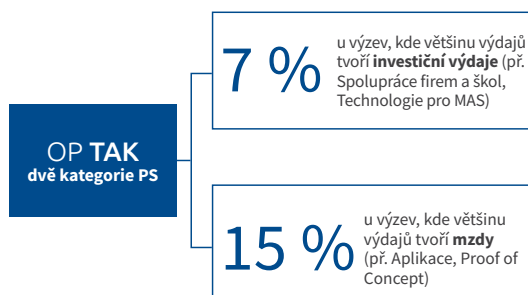 OP TAK
dvě kategorie PS
7 %
u výzev, kde většinu výdajů
tvoří investiční výdaje (př.
Spolupráce firem a škol,
Technologie pro MAS)
15 %
u výzev, kde většinu
výdajů tvoří mzdy
(př. Aplikace, Proof of
Concept)